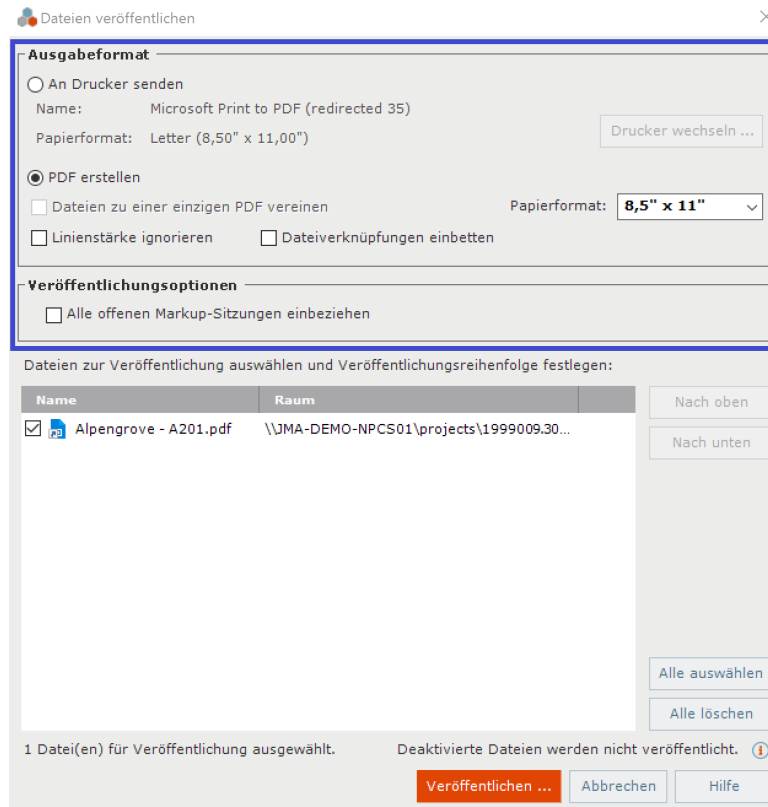 Dateien veröffentlichen
Ausgabeformat
An Drucker senden
Name: Microsoft Print to PDF (redirected 35)
Papierformat: Letter (8,50" x 11,00")
Drucker wechseln ...
PDF erstellen
Dateien zu einer einzigen PDF vereinen
Papierformat: 8,5" x 11"
Linienstärke ignorieren Dateiverknüpfungen einbetten
Veröffentlichungsoptionen
Alle offenen Markup-Sitzungen einbeziehen
Dateien zur Veröffentlichung auswählen und Veröffentlichungsreihenfolge festlegen:
Name Raum
Nach oben
Alpengrove - A201.pdf \\JMA-DEMO-NPCS01\projects\1999009.30...
Nach unten
Alle auswählen
Alle löschen
1 Datei(en) für Veröffentlichung ausgewählt. Deaktivierte Dateien werden nicht veröffentlicht.
Veröffentlichen ... Abbrechen Hilfe